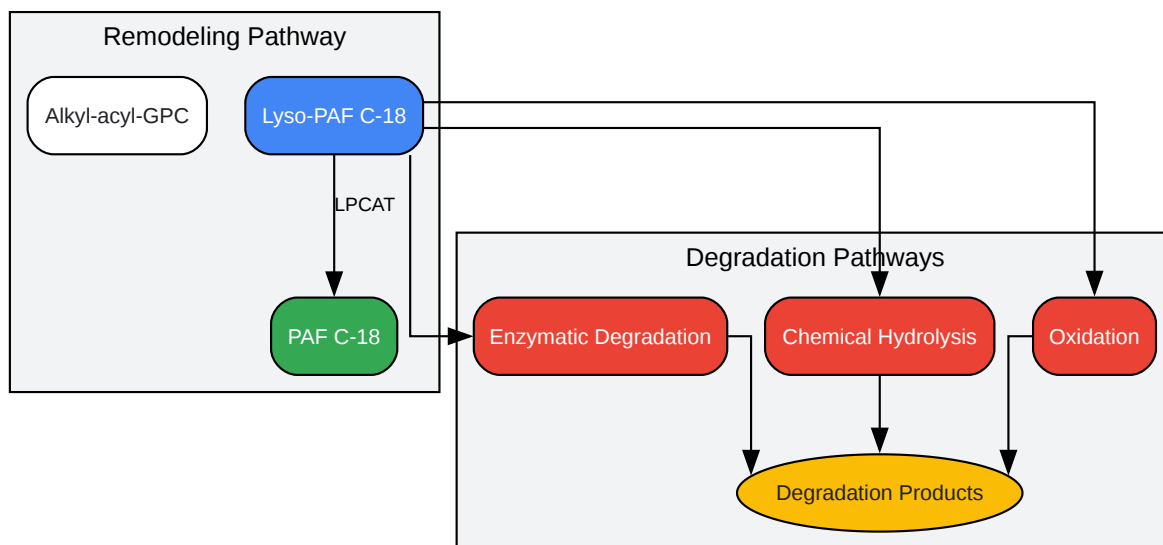 Remodeling Pathway
Alkyl-acyl-GPC
Lyso-PAF C-18
LPCAT
Degradation Pathways
PAF C-18
Enzymatic Degradation
Chemical Hydrolysis
Oxidation
Degradation Products